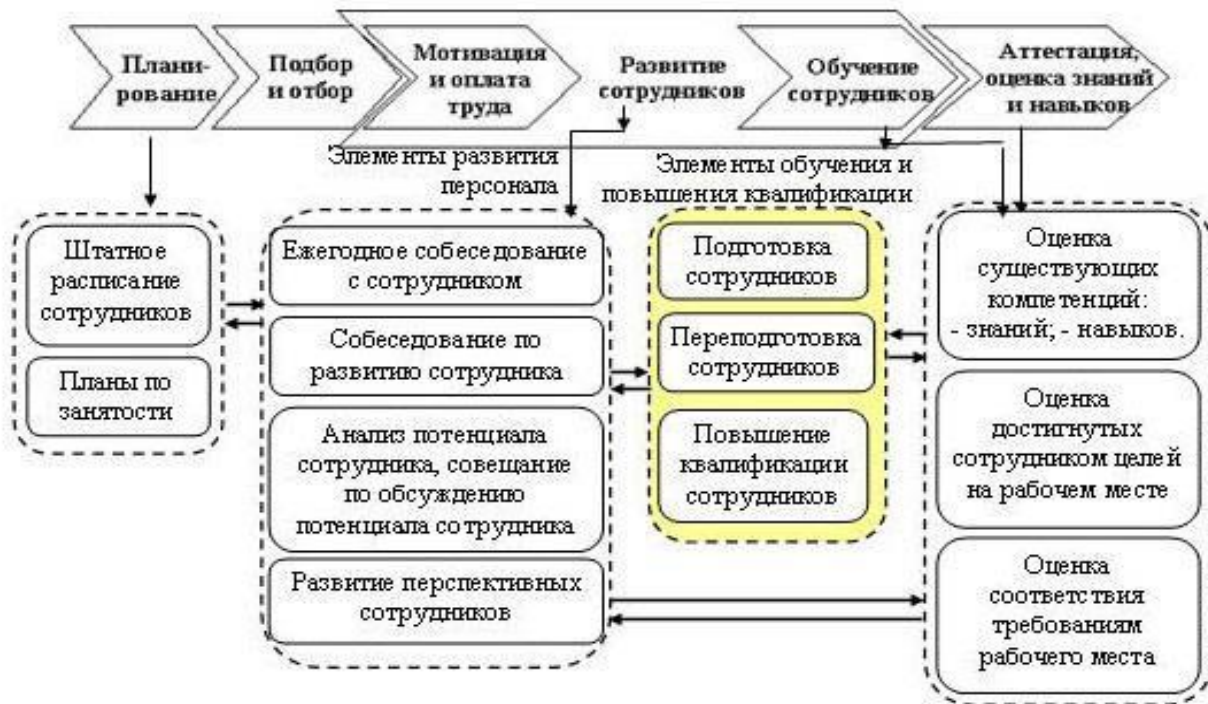 Плани-
рование
Подбор
и отбор
Мотивация
и оплата
труда
Развитие
сотрудников
Обучение
сотрудников
Аттестация,
оценка знаний
и навыков
Элементы развития
персонала
Элементы обучения и
повышения квалификации
Штатное
расписание
сотрудников
Планы по
занятости
Ежегодное собеседование
с сотрудником
Собеседование по
развитию сотрудника
Анализ потенциала
сотрудника, совещание
по обсуждению
потенциала сотрудника
Развитие перспективных
сотрудников
Подготовка
сотрудников
Переподготовка
сотрудников
Повышение
квалификации
сотрудников
Оценка
существующих
компетенций:
- знаний; - навыков.
Оценка
достигнутых
сотрудником целей
на рабочем месте
Оценка
соответствия
требованиям
рабочего места